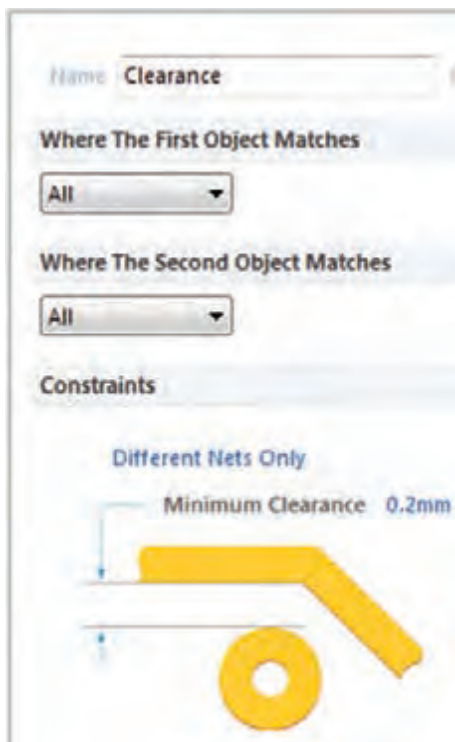 Name Clearance
Where The First Object Matches
All
Where The Second Object Matches
All
Constraints
Different Nets Only
Minimum Clearance 0.2mm